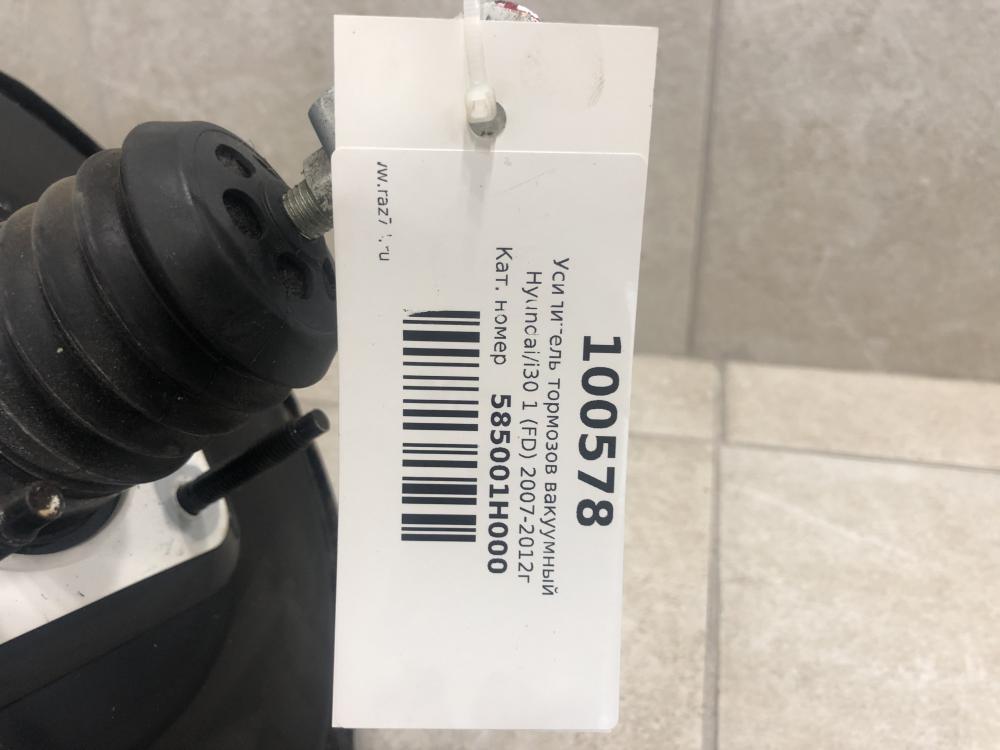 100578
Усилитель тормозов вакуумный
Hyundai/i30 1 (FD) 2007-2012г
Кат. номер 585001H000